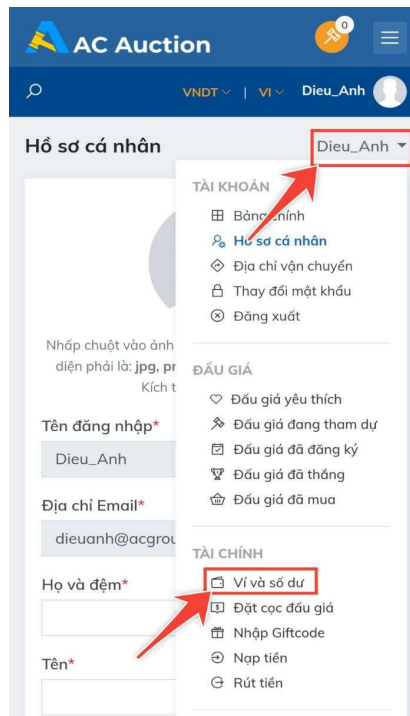 AC Auction
0
VNDT | VI Dieu_Anh
Hồ sơ cá nhân
Dieu_Anh
TÀI KHOẢN
Bảng chính
Hồ sơ cá nhân
Địa chỉ vận chuyển
Thay đổi mật khẩu
Đăng xuất
Nhấp chuột vào ảnh
diện phải là: jpg, pr
Kích t
ĐẤU GIÁ
Đấu giá yêu thích
Đấu giá đang tham dự
Đấu giá đã đăng ký
Đấu giá đã thắng
Đấu giá đã mua
Tên đăng nhập*
Dieu_Anh
Địa chỉ Email*
dieuanh@acgrou
TÀI CHÍNH
Ví và số dư
Đặt cọc đấu giá
Nhập Giftcode
Nạp tiền
Rút tiền
Họ và đệm*
Tên*